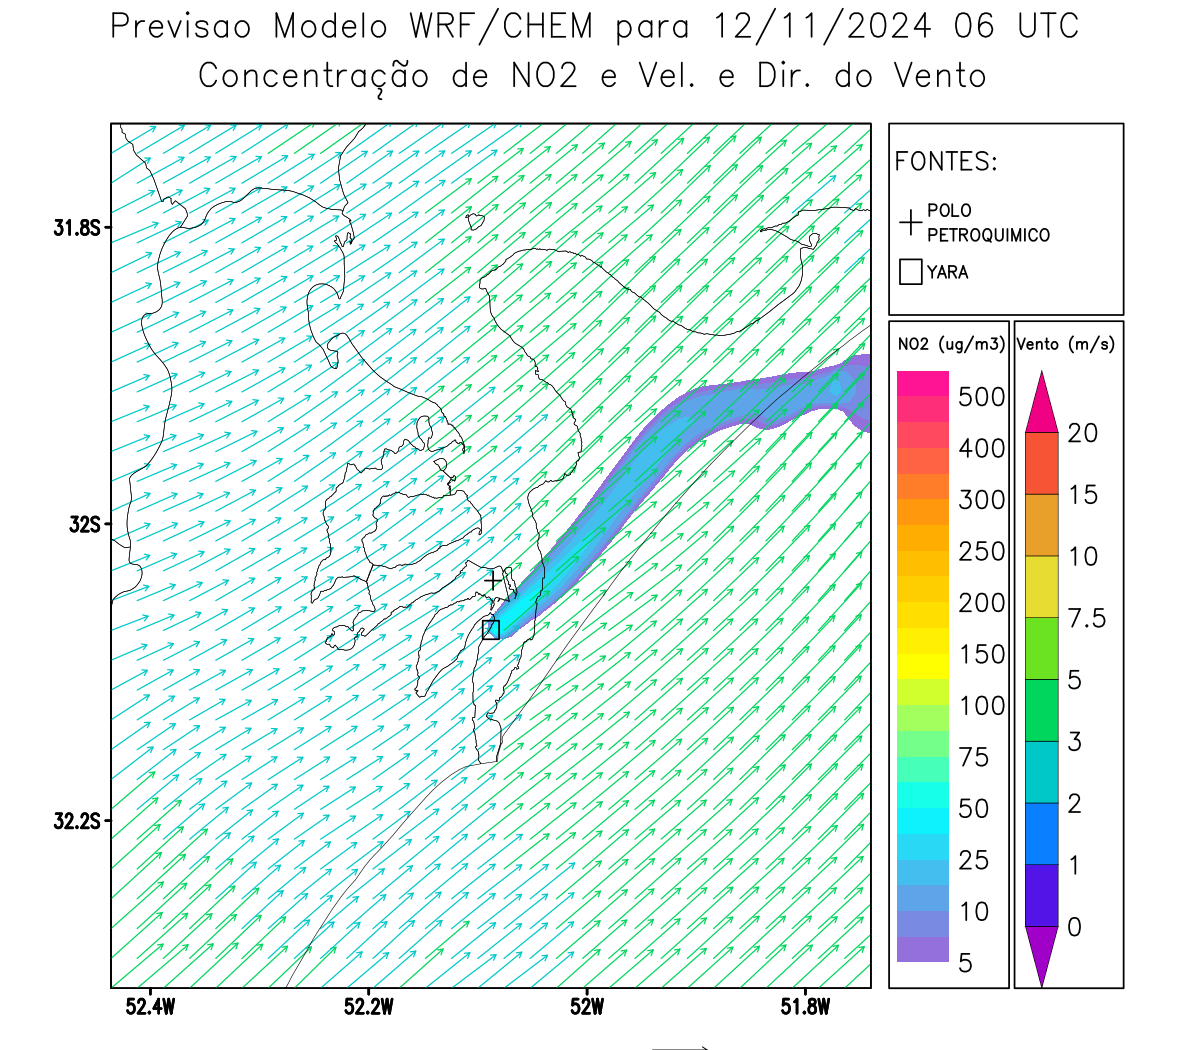 Previsao Modelo WRF/CHEM para 12/11/2024 06 UTC
Concentração de NO2 e Vel. e Dir. do Vento
31.8S
32S
32.2S
52.4W
52.2W
52W
51.8W
FONTES:
POLO
PETROQUIMICO
YARA
NO2 (ug/m3)
500
400
300
250
200
150
100
75
50
25
10
5
Vento (m/s)
20
15
10
7.5
5
3
2
1
0